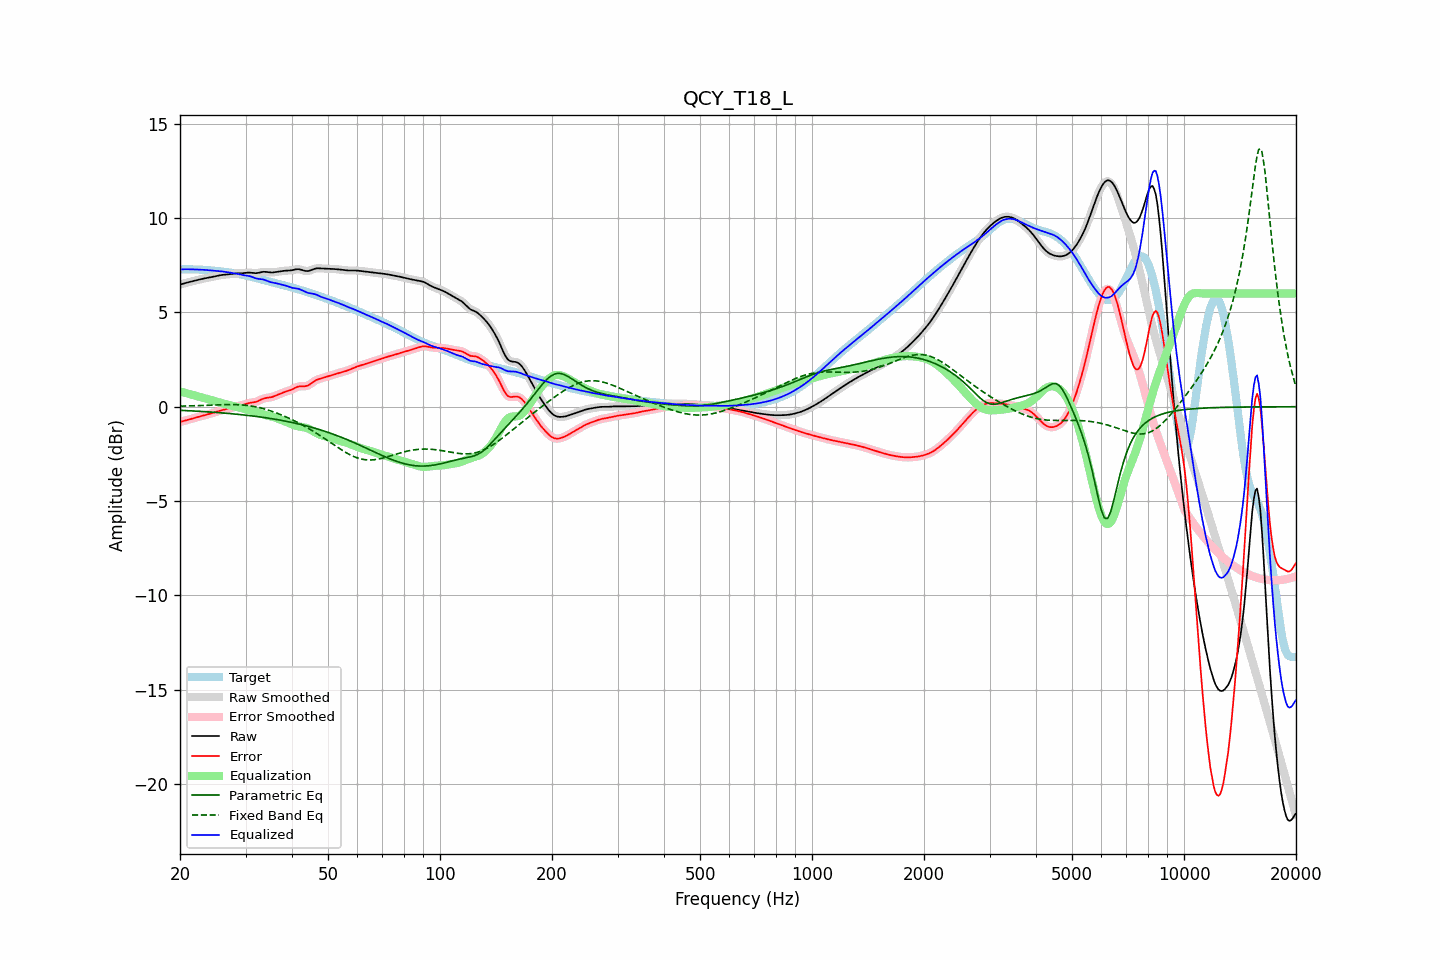 QCY_T18_L
Amplitude (dBr)
15
10
5
0
−5
−10
−15
−20
Target
Raw Smoothed
Error Smoothed
Raw
Error
Equalization
Parametric Eq
Fixed Band Eq
Equalized
20 50 100 200 500 1000 2000 5000 10000 20000
Frequency (Hz)